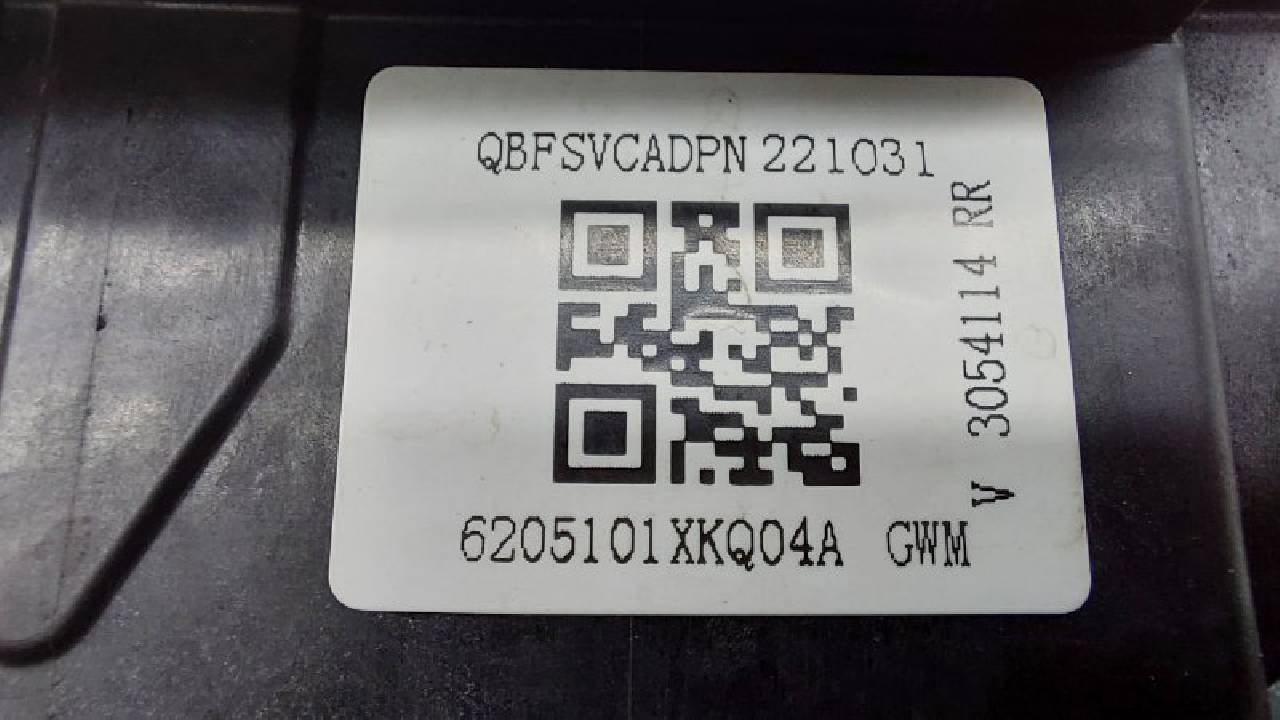 QBFSVCADPN 221031
V 3054114 RR
6205101XKQ04A GWM